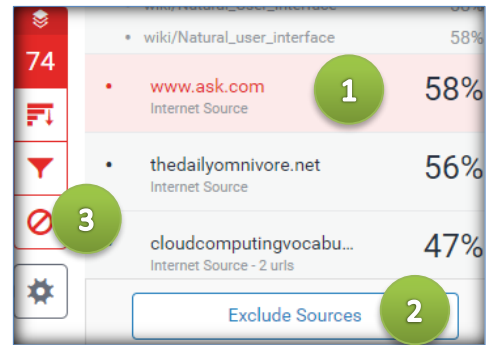 wiki/Natural_user_interface
58%
74
www.ask.com
58%
Internet Source
1
thedailyomnivore.net
56%
Internet Source
3
cloudcomputingvocabu...
47%
Internet Source - 2 urls
Exclude Sources
2